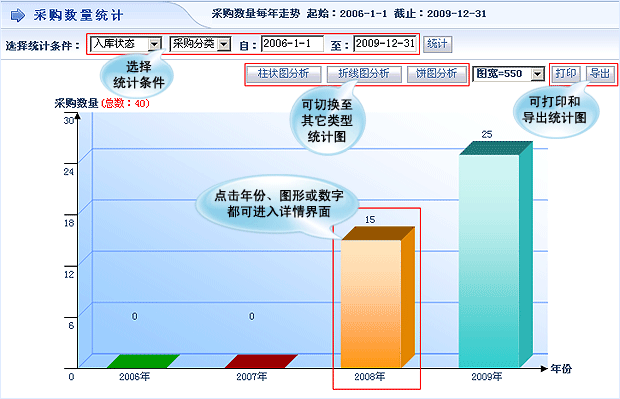 采购数量统计 采购数量每年走势 起始：2006-1-1 截止：2009-12-31
选择统计条件： 入库状态 采购分类 自： 2006-1-1 至： 2009-12-31 统计
选择
统计条件
柱状图分析 折线图分析 饼图分析 图宽=550 打印 导出
可切换至
其它类型
统计图
可打印和
导出统计图
采购数量(总数：40)
30
24
18
12
6
0
点击年份、图形或数字
都可进入详情界面
0
0
15
25
2006年 2007年 2008年 2009年
年份